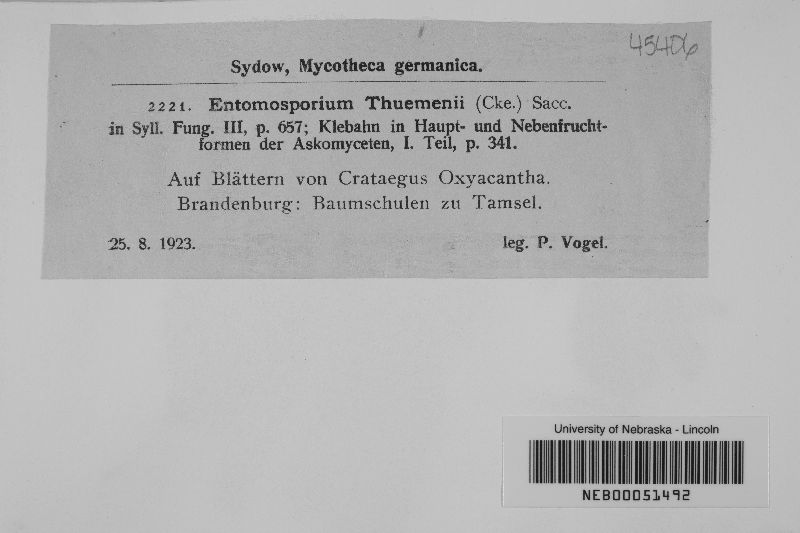 45406
Sydow, Mycotheca germanica.
2221. Entomosporium Thuemenii (Cke.) Sacc.
in Syll. Fung. III, p. 657; Klebahn in Haupt- und Nebenfrucht-
formen der Askomyceten, I. Teil, p. 341.
Auf Blättern von Crataegus Oxyacantha.
Brandenburg: Baumschulen zu Tamsel.
25. 8. 1923. leg. P. Vogel.
University of Nebraska - Lincoln
NEB00051492